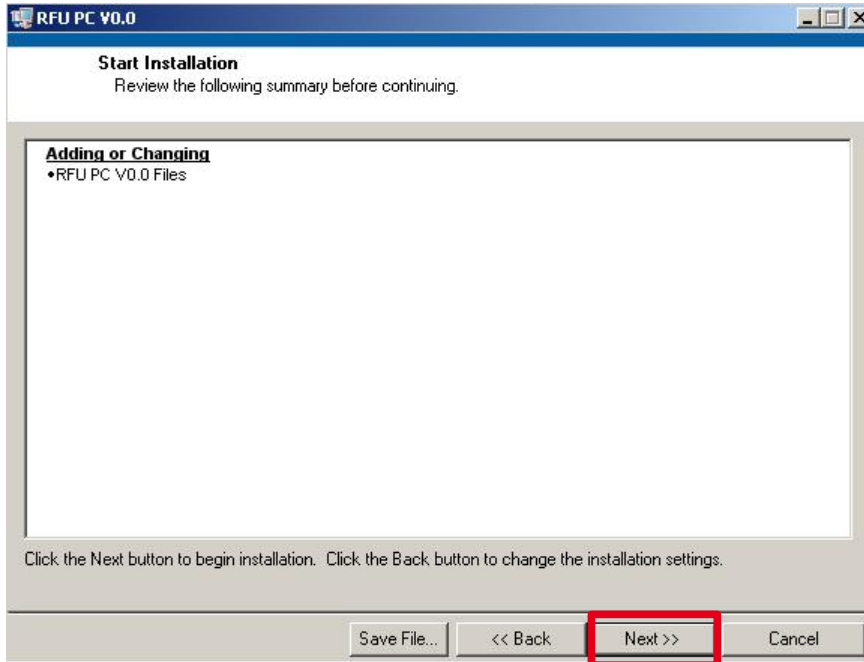 RFU PC V0.0
Start Installation
Review the following summary before continuing.
Adding or Changing
•RFU PC V0.0 Files
Click the Next button to begin installation.  Click the Back button to change the installation settings.
Save File... << Back Next >> Cancel